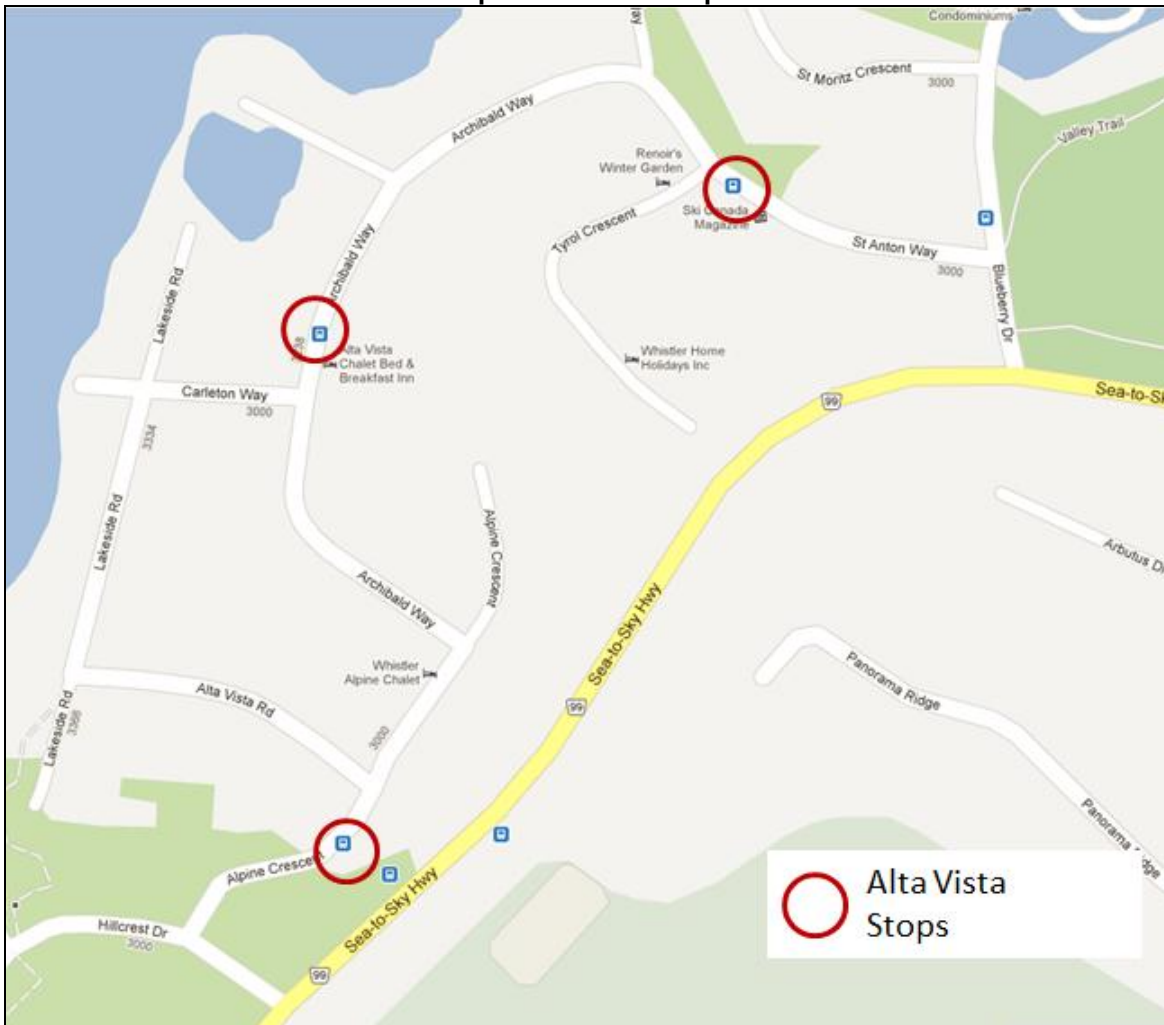 Condominiums
St Moritz Crescent
3000
Valley Trail
Archibald Way
Renoir's
Winter Garden
Ski Canada
Magazine
Tyrol Crescent
St Anton Way
3000
Blueberry Dr
Lakeside Rd
Archibald Way
Alta Vista
Chalet Bed &
Breakfast Inn
Whistler Home
Holidays Inc
Carleton Way
3000
99
Sea-to-Sk
3334
Lakeside Rd
Alpine Crescent
Arbutus D
Archibald Way
Sea-to-Sky Hwy
Whistler
Alpine Chalet
Panorama Ridge
Alta Vista Rd
Lakeside Rd
3366
3000
99
Panorama Ridge
Alpine Crescent
Sea-to-Sky Hwy
Hillcrest Dr
3000
99
Alta Vista
Stops